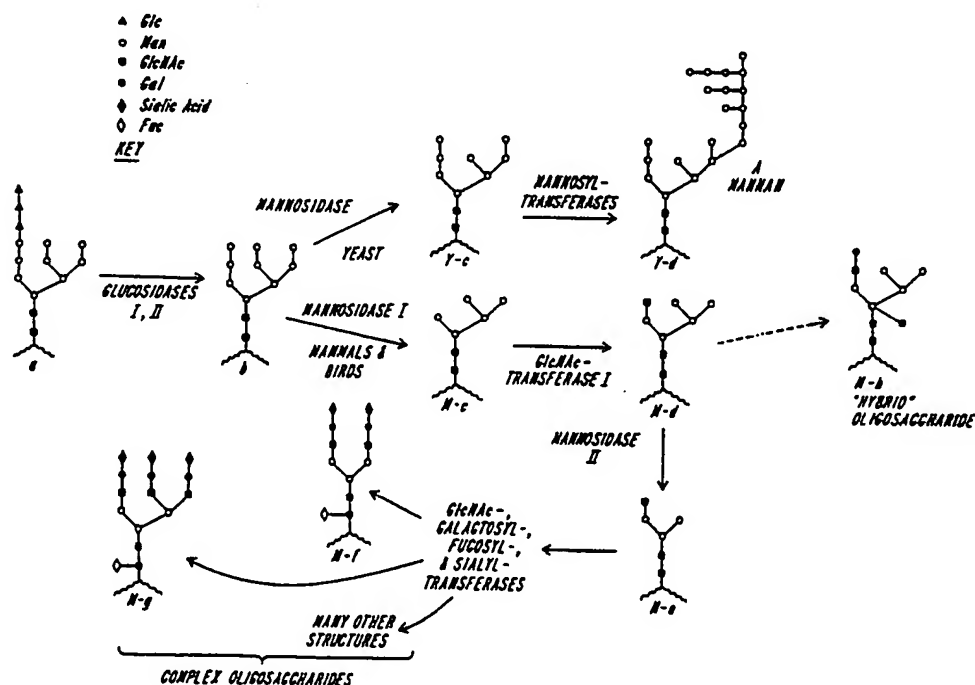 Glc
Man
GlcNAc
Gal
Sialic Acid
Fuc
KEY
a
GLUCOSIDASES
I, II
b
MANNOSIDASE
YEAST
Y-c
MANNOSYL-
TRANSFERASES
Y-d
A
MANNAN
MANNOSIDASE I
MAMMALS &
BIRDS
M-c
GlcNAc-
TRANSFERASE I
M-d
M-h
"HYBRID"
OLIGOSACCHARIDE
MANNOSIDASE
II
M-e
GlcNAc-,
GALACTOSYL-,
FUCOSYL-,
& SIALYL-
TRANSFERASES
M-f
M-g
MANY OTHER
STRUCTURES
COMPLEX OLIGOSACCHARIDES